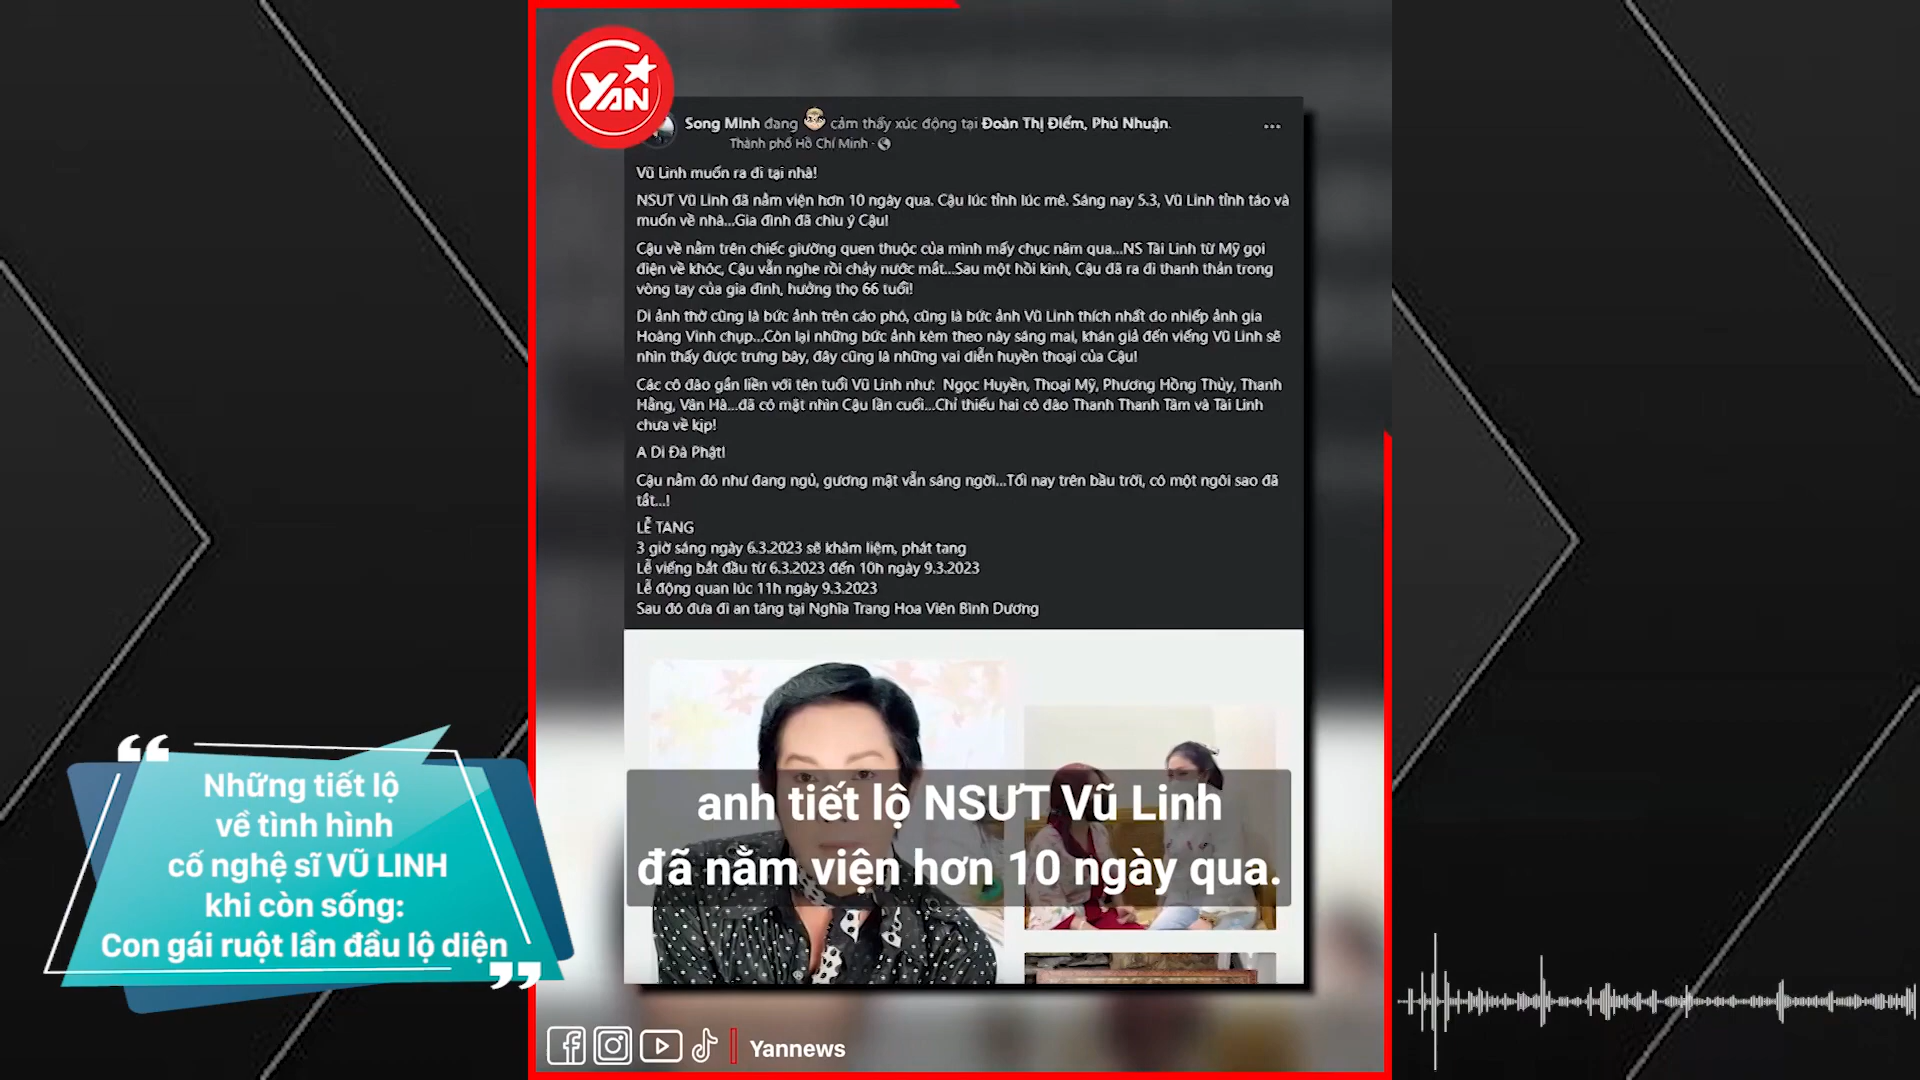 YAN
Song Minh đang cảm thấy xúc động tại Đoàn Thị Điểm, Phú Nhuận.
Thành phố Hồ Chí Minh ·
Vũ Linh muốn ra đi tại nhà!
NSUT Vũ Linh đã nằm viện hơn 10 ngày qua. Cậu lúc tỉnh lúc mê. Sáng nay 5.3, Vũ Linh tỉnh táo và
muốn về nhà...Gia đình đã chìu ý Cậu!
Cậu về nằm trên chiếc giường quen thuộc của mình mấy chục năm qua...NS Tài Linh từ Mỹ gọi
điện về khóc, Cậu vẫn nghe rồi chảy nước mắt...Sau một hồi kinh, Cậu đã ra đi thanh thản trong
vòng tay của gia đình, hưởng thọ 66 tuổi!
Di ảnh thờ cũng là bức ảnh trên cáo phó, cũng là bức ảnh Vũ Linh thích nhất do nhiếp ảnh gia
Hoàng Vinh chụp...Còn lại những bức ảnh kèm theo này sáng mai, khán giả đến viếng Vũ Linh sẽ
nhìn thấy được trưng bày, đây cũng là những vai diễn huyền thoại của Cậu!
Các cô đào gắn liền với tên tuổi Vũ Linh như: Ngọc Huyền, Thoại Mỹ, Phương Hồng Thủy, Thanh
Hằng, Vân Hà...đã có mặt nhìn Cậu lần cuối...Chỉ thiếu hai cô đào Thanh Thanh Tâm và Tài Linh
chưa về kịp!
A Di Đà Phật!
Cậu nằm đó như đang ngủ, gương mặt vẫn sáng ngời...Tối nay trên bầu trời, có một ngôi sao đã
tắt...!
LỄ TANG
3 giờ sáng ngày 6.3.2023 sẽ khâm liệm, phát tang
Lễ viếng bắt đầu từ 6.3.2023 đến 10h ngày 9.3.2023
Lễ động quan lúc 11h ngày 9.3.2023
Sau đó đưa đi an táng tại Nghĩa Trang Hoa Viên Bình Dương
anh tiết lộ NSƯT Vũ Linh
đã nằm viện hơn 10 ngày qua.
Những tiết lộ
về tình hình
cố nghệ sĩ VŨ LINH
khi còn sống:
Con gái ruột lần đầu lộ diện
Yannews